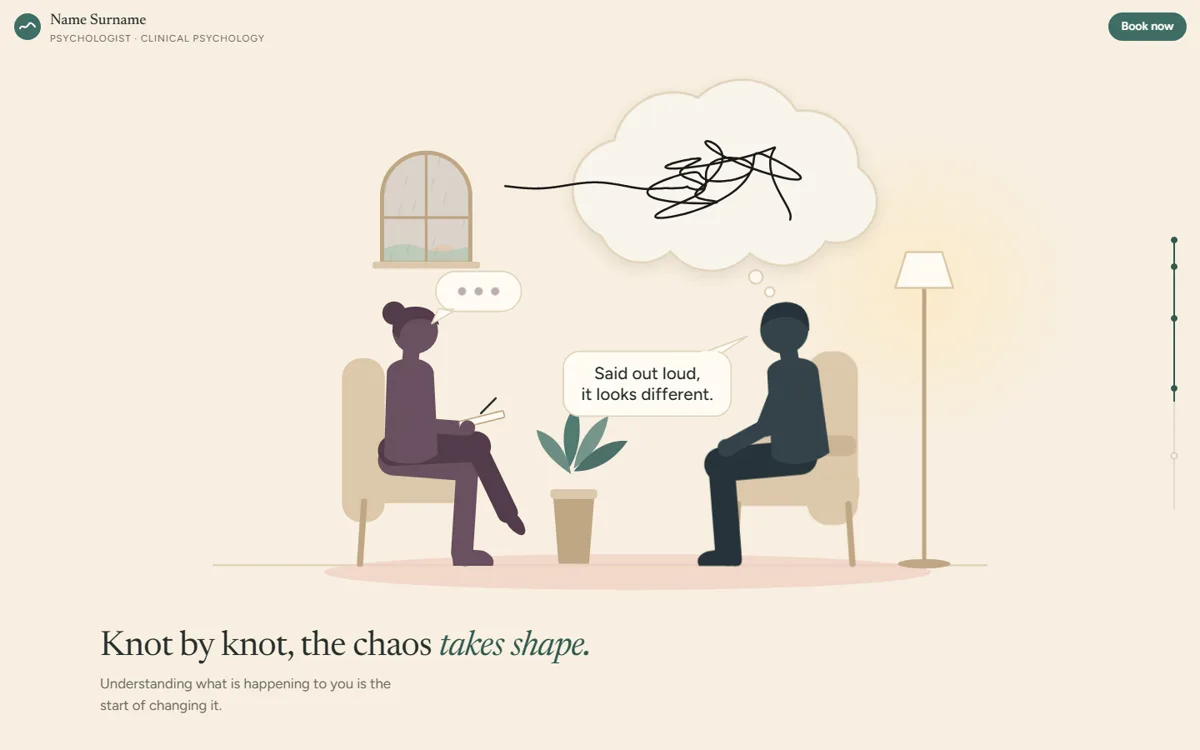 Name Surname
PSYCHOLOGIST · CLINICAL PSYCHOLOGY
Book now
Said out loud,
it looks different.
Knot by knot, the chaos takes shape.
Understanding what is happening to you is the
start of changing it.